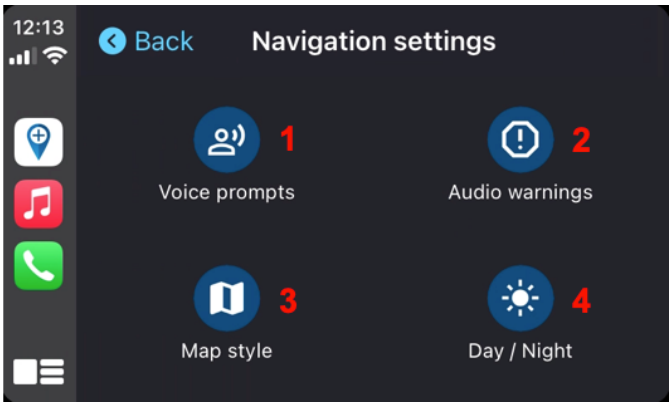 12:13
Back
Navigation settings
1
2
Voice prompts
Audio warnings
3
4
Map style
Day / Night